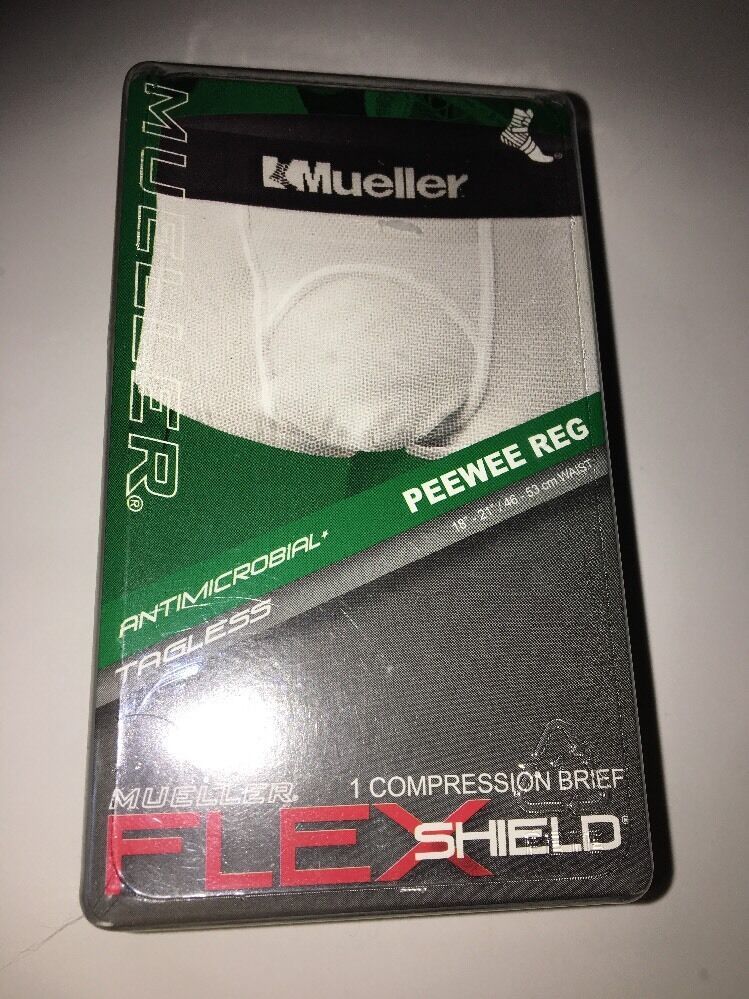 MUELLER®
Mueller
PEEWEE REG
18" - 21" / 46 - 53 cm WAIST
ANTIMICROBIAL*
TAGLESS
1 COMPRESSION BRIEF
MUELLER®
FLEX SHIELD®